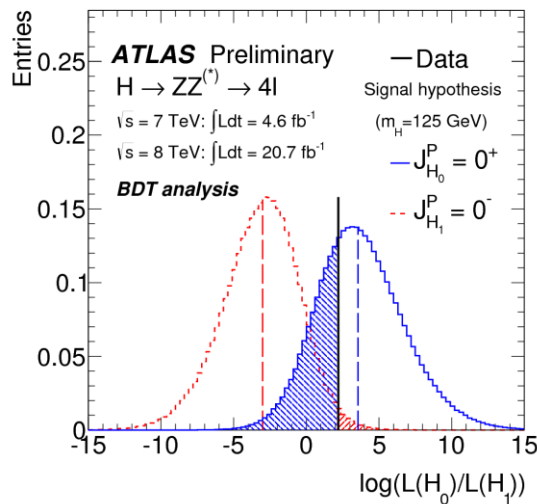 Entries
0.25
0.2
0.15
0.1
0.05
0
ATLAS Preliminary
H → ZZ(*) → 4l
√s = 7 TeV: ∫Ldt = 4.6 fb-1
√s = 8 TeV: ∫Ldt = 20.7 fb-1
BDT analysis
Data
Signal hypothesis
(mH=125 GeV)
JPH0 = 0+
JPH1 = 0-
-15 -10 -5 0 5 10 15
log(L(H0)/L(H1))